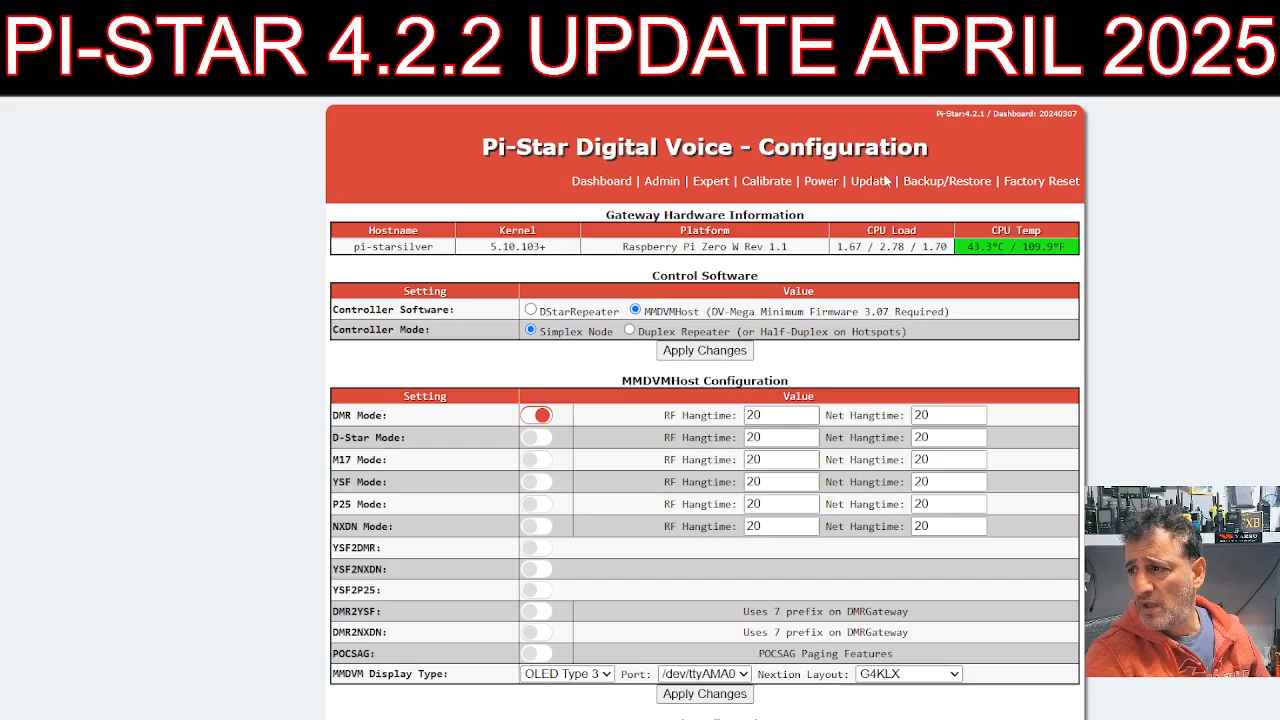 PI-STAR 4.2.2 UPDATE APRIL 2025
Pi-Star:4.2.1 / Dashboard: 20240307
Pi-Star Digital Voice - Configuration
Dashboard | Admin | Expert | Calibrate | Power | Update | Backup/Restore | Factory Reset
Gateway Hardware Information
Hostname Kernel Platform CPU Load CPU Temp
pi-starsilver 5.10.103+ Raspberry Pi Zero W Rev 1.1 1.67 / 2.78 / 1.70 43.3°C / 109.9°F
Control Software
Setting Value
Controller Software: DStarRepeater MMDVMHost (DV-Mega Minimum Firmware 3.07 Required)
Controller Mode: Simplex Node Duplex Repeater (or Half-Duplex on Hotspots)
Apply Changes
MMDVMHost Configuration
Setting Value
DMR Mode: RF Hangtime: 20 Net Hangtime: 20
D-Star Mode: RF Hangtime: 20 Net Hangtime: 20
M17 Mode: RF Hangtime: 20 Net Hangtime: 20
YSF Mode: RF Hangtime: 20 Net Hangtime: 20
P25 Mode: RF Hangtime: 20 Net Hangtime: 20
NXDN Mode: RF Hangtime: 20 Net Hangtime: 20
YSF2DMR:
YSF2NXDN:
YSF2P25:
DMR2YSF: Uses 7 prefix on DMRGateway
DMR2NXDN: Uses 7 prefix on DMRGateway
POCSAG: POCSAG Paging Features
MMDVM Display Type: OLED Type 3 Port: /dev/ttyAMA0 Nextion Layout: G4KLX
Apply Changes
XB